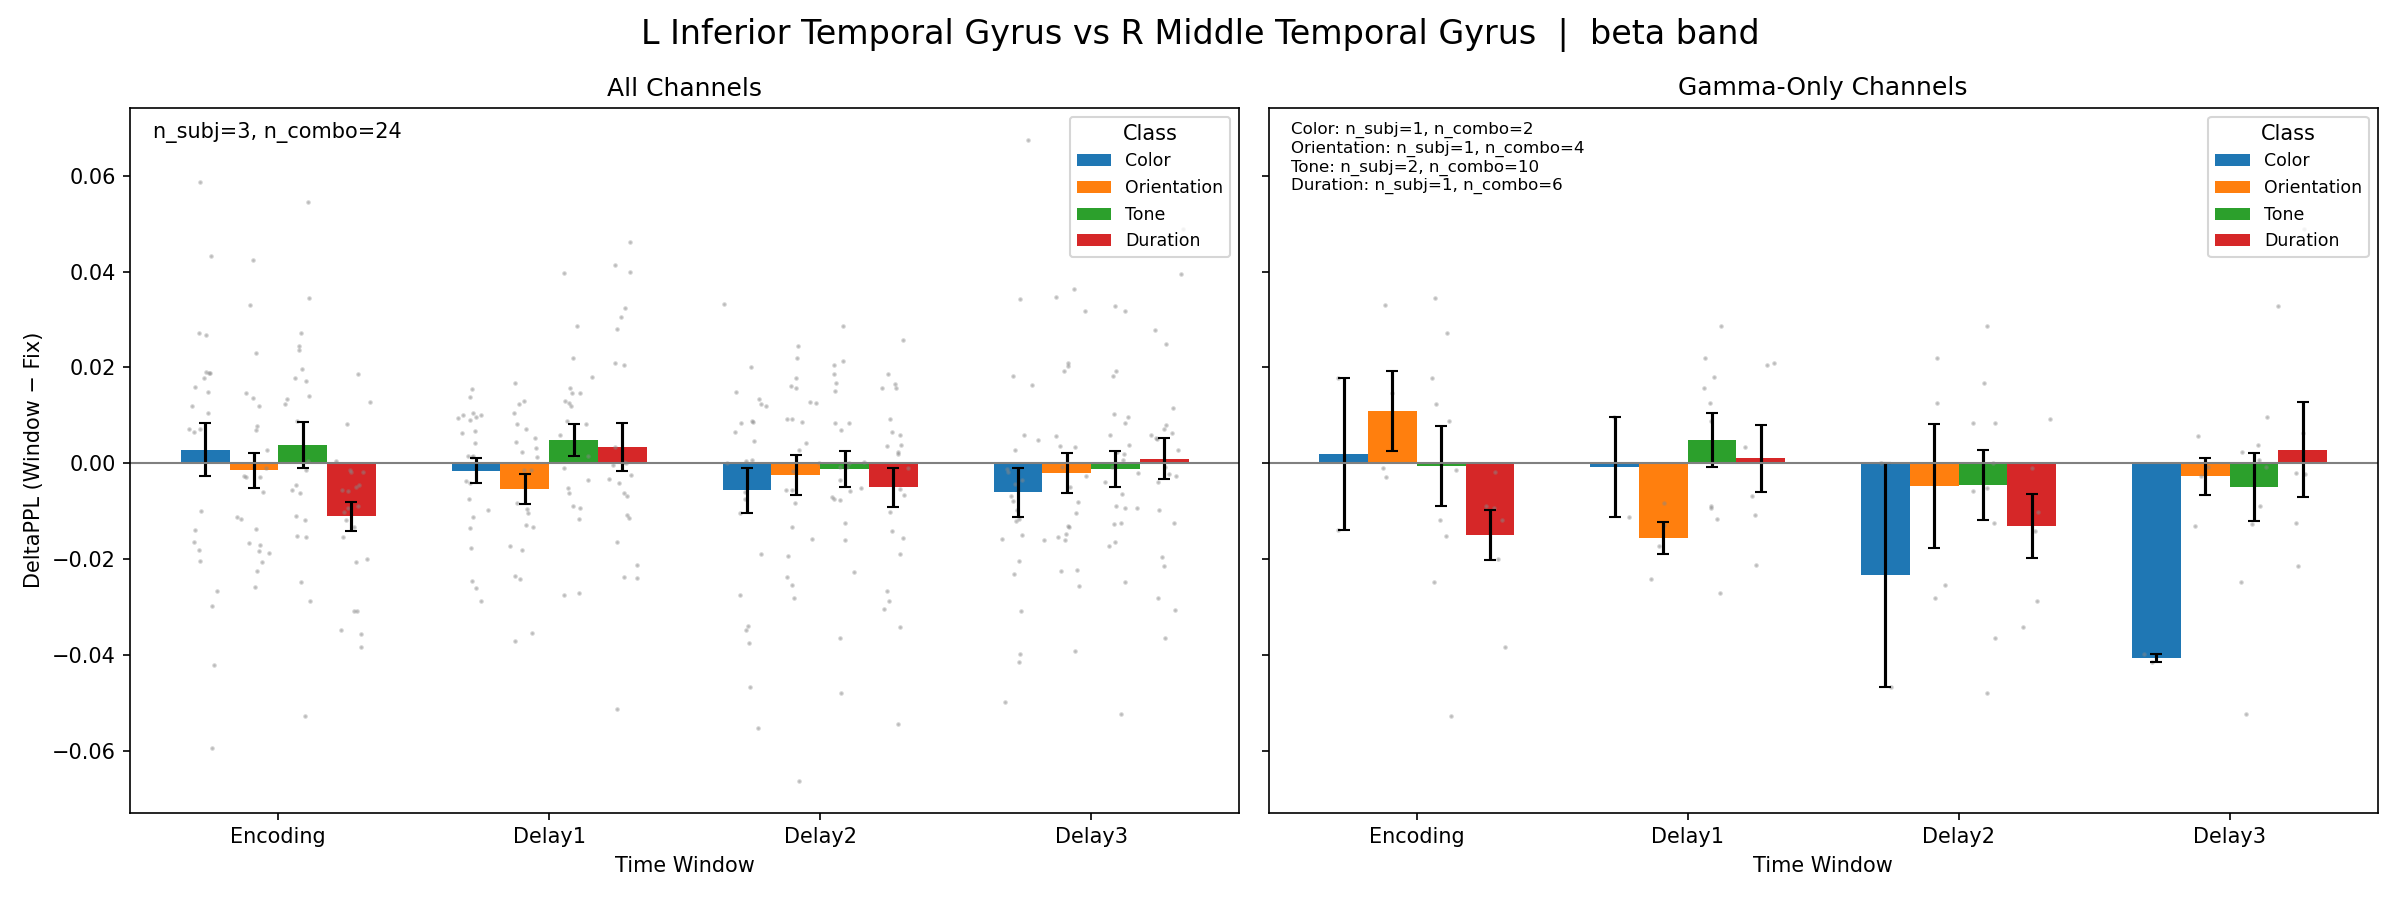 L Inferior Temporal Gyrus vs R Middle Temporal Gyrus | beta band
All Channels
n_subj=3, n_combo=24
Class
Color
Orientation
Tone
Duration
DeltaPPL (Window − Fix)
0.06
0.04
0.02
0.00
−0.02
−0.04
−0.06
Encoding
Delay1
Delay2
Delay3
Time Window
Gamma-Only Channels
Color: n_subj=1, n_combo=2
Orientation: n_subj=1, n_combo=4
Tone: n_subj=2, n_combo=10
Duration: n_subj=1, n_combo=6
Class
Color
Orientation
Tone
Duration
Encoding
Delay1
Delay2
Delay3
Time Window